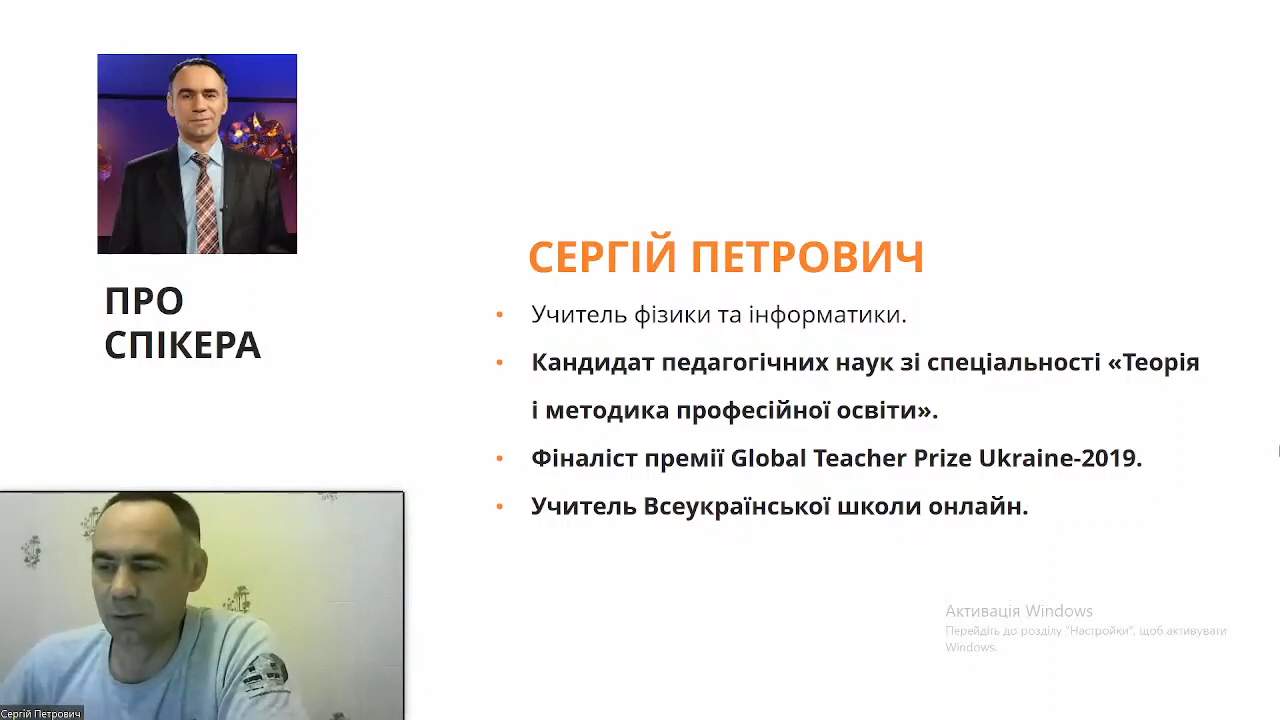 ПРО
СПІКЕРА
СЕРГІЙ ПЕТРОВИЧ
• Учитель фізики та інформатики.
• Кандидат педагогічних наук зі спеціальності «Теорія
і методика професійної освіти».
• Фіналіст премії Global Teacher Prize Ukraine-2019.
• Учитель Всеукраїнської школи онлайн.
Активація Windows
Перейдіть до розділу "Настройки", щоб активувати
Windows.
Сергій Петрович